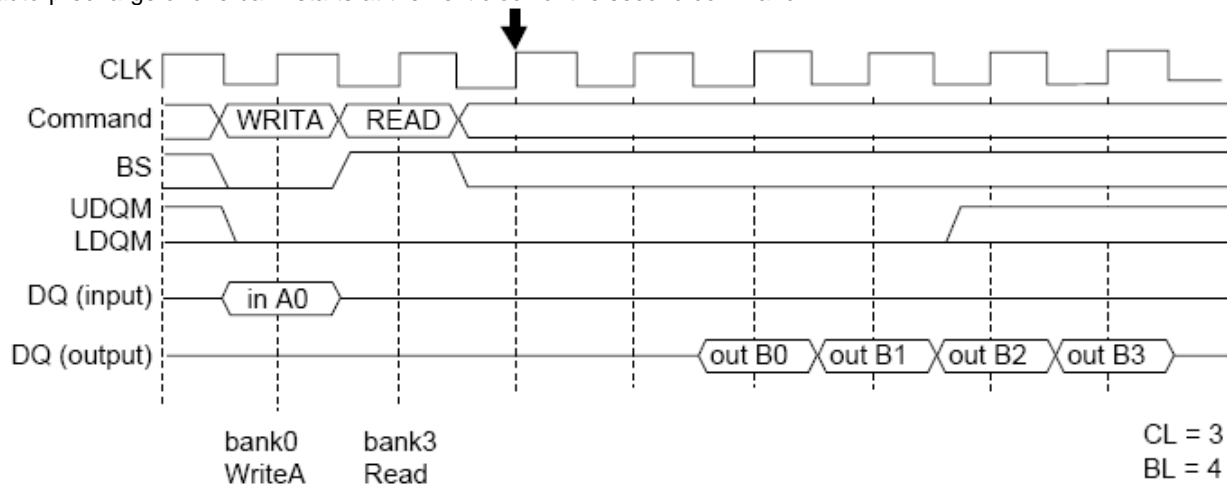 CLK
Command WRITA READ
BS
UDQM
LDQM
DQ (input) in A0
DQ (output) out B0 out B1 out B2 out B3
bank0 bank3 CL = 3
WriteA Read BL = 4